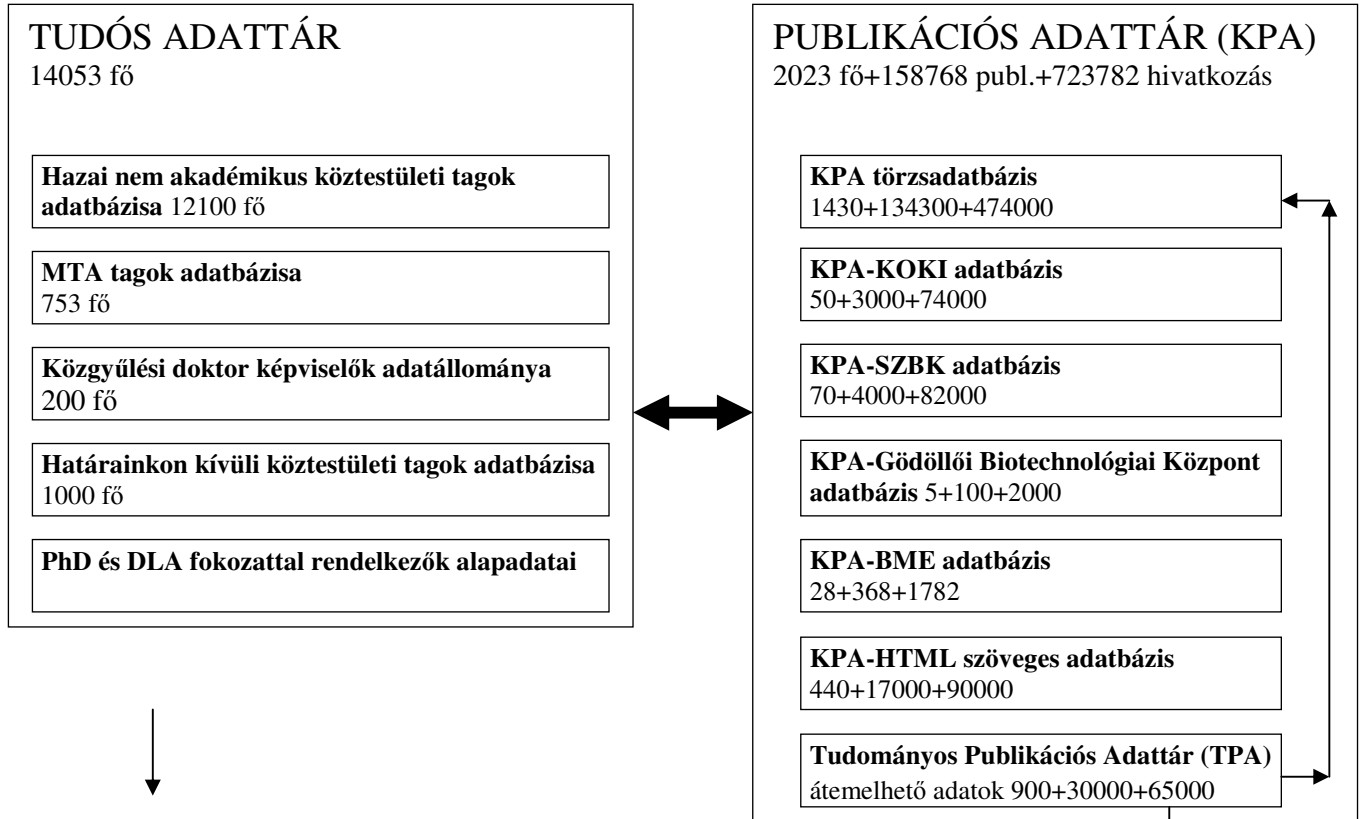 TUDÓS ADATTÁR
14053 fő
Hazai nem akadémikus köztestületi tagok
adatbázisa 12100 fő
MTA tagok adatbázisa
753 fő
Közgyűlési doktor képviselők adatállománya
200 fő
Határainkon kívüli köztestületi tagok adatbázisa
1000 fő
PhD és DLA fokozattal rendelkezők alapadatai
PUBLIKÁCIÓS ADATTÁR (KPA)
2023 fő+158768 publ.+723782 hivatkozás
KPA törzsadatbázis
1430+134300+474000
KPA-KOKI adatbázis
50+3000+74000
KPA-SZBK adatbázis
70+4000+82000
KPA-Gödöllői Biotechnológiai Központ
adatbázis 5+100+2000
KPA-BME adatbázis
28+368+1782
KPA-HTML szöveges adatbázis
440+17000+90000
Tudományos Publikációs Adattár (TPA)
átemelhető adatok 900+30000+65000